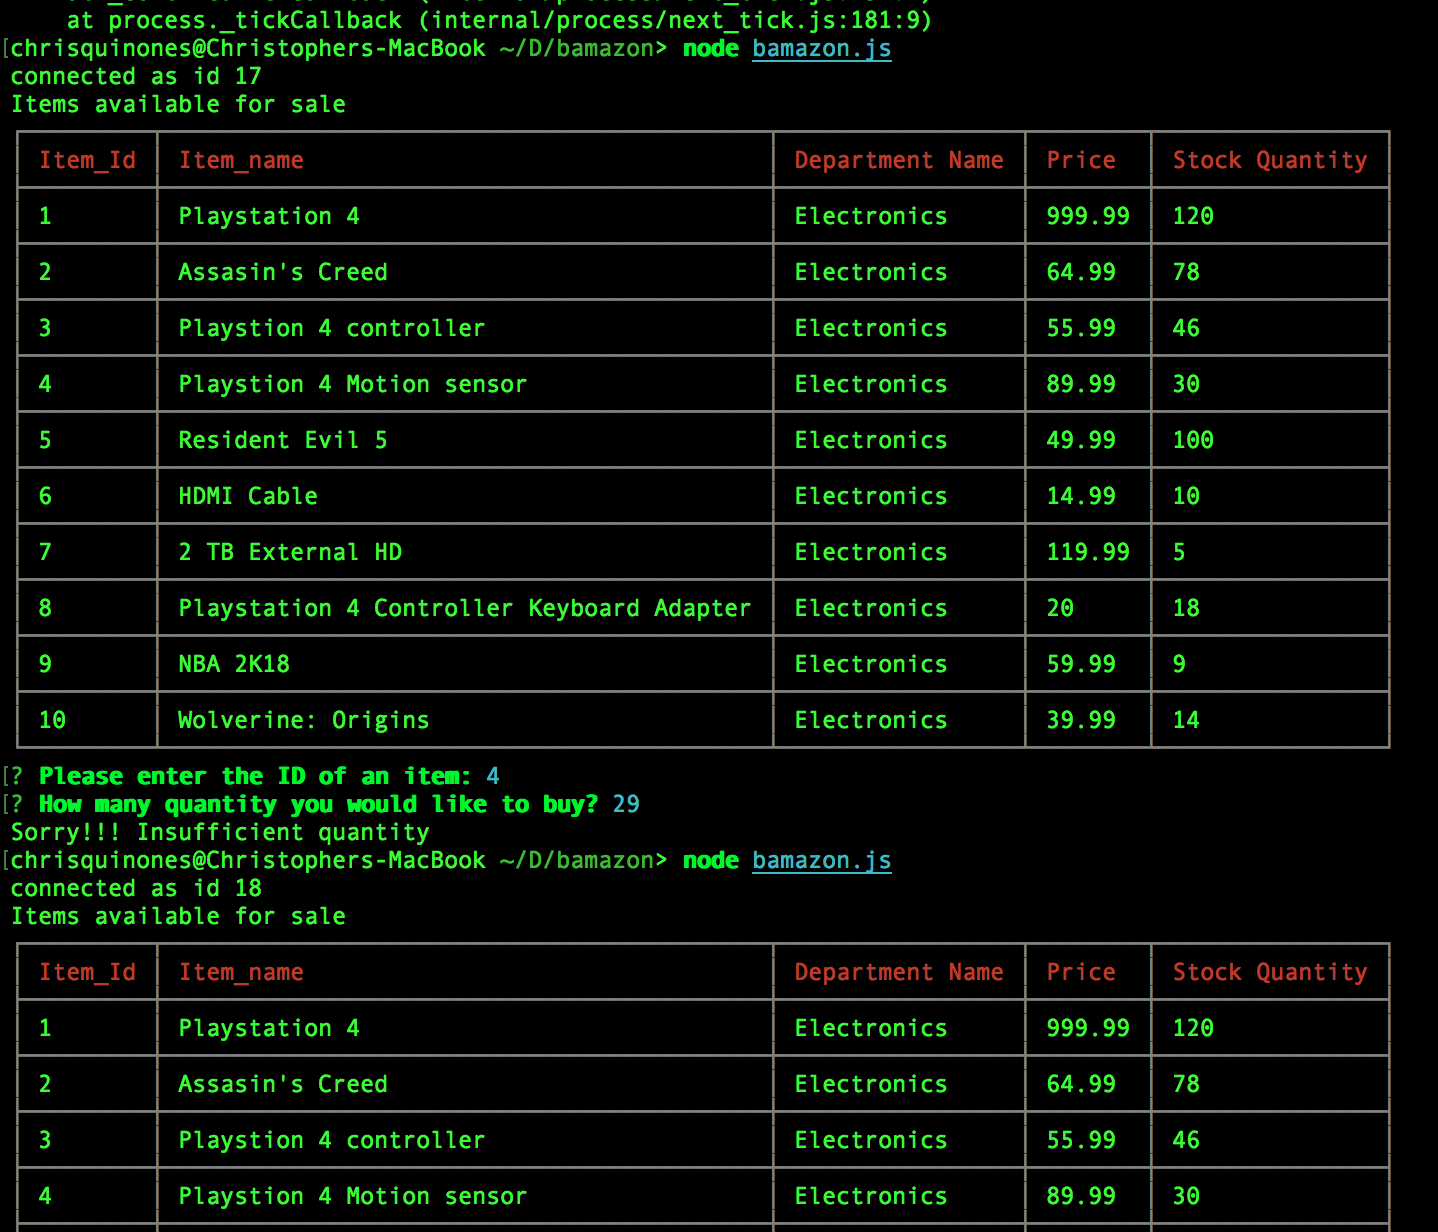 at process._tickCallback (internal/process/next_tick.js:181:9)
[chrisquinones@Christophers-MacBook ~/D/bamazon> node bamazon.js
connected as id 17
Items available for sale
Item_Id Item_name Department Name Price Stock Quantity
1 Playstation 4 Electronics 999.99 120
2 Assasin's Creed Electronics 64.99 78
3 Playstion 4 controller Electronics 55.99 46
4 Playstion 4 Motion sensor Electronics 89.99 30
5 Resident Evil 5 Electronics 49.99 100
6 HDMI Cable Electronics 14.99 10
7 2 TB External HD Electronics 119.99 5
8 Playstation 4 Controller Keyboard Adapter Electronics 20 18
9 NBA 2K18 Electronics 59.99 9
10 Wolverine: Origins Electronics 39.99 14
[? Please enter the ID of an item: 4
[? How many quantity you would like to buy? 29
Sorry!!! Insufficient quantity
[chrisquinones@Christophers-MacBook ~/D/bamazon> node bamazon.js
connected as id 18
Items available for sale
Item_Id Item_name Department Name Price Stock Quantity
1 Playstation 4 Electronics 999.99 120
2 Assasin's Creed Electronics 64.99 78
3 Playstion 4 controller Electronics 55.99 46
4 Playstion 4 Motion sensor Electronics 89.99 30